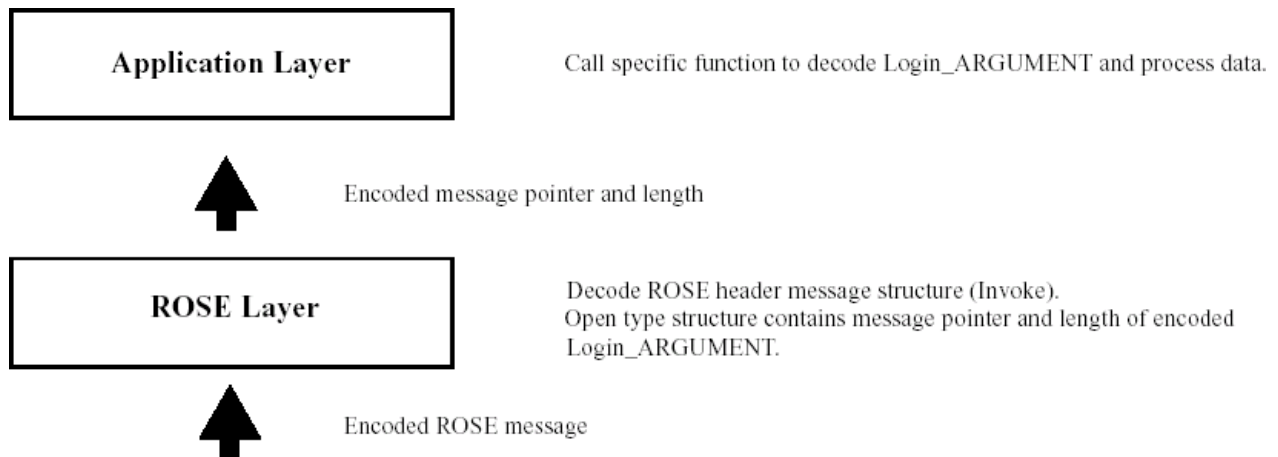 Application Layer
Call specific function to decode Login_ARGUMENT and process data.
Encoded message pointer and length
ROSE Layer
Decode ROSE header message structure (Invoke).
Open type structure contains message pointer and length of encoded
Login_ARGUMENT.
Encoded ROSE message